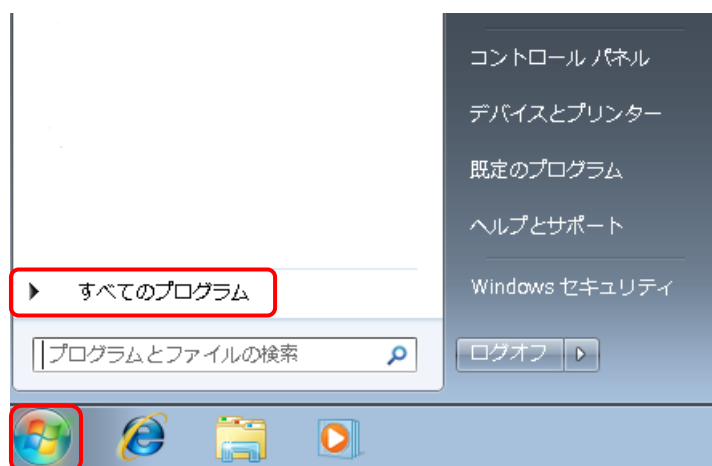 コントロール パネル
デバイスとプリンター
既定のプログラム
ヘルプとサポート
すべてのプログラム
Windows セキュリティ
プログラムとファイルの検索
ログオフ